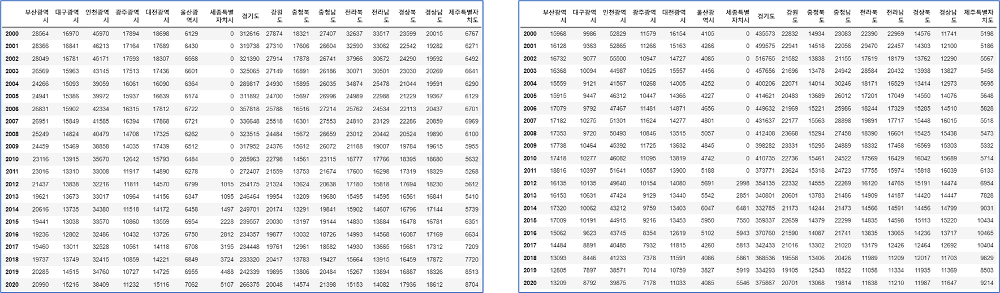 부산광역 대구광역 인천광역 광주광역 대전광역 울산광 세종특별 경기도 강원 충청북 충청남 전라북 전라남 경상북 경상남 제주특별자
시 시 시 시 시 역시 자치시 도 도 도 도 도 도 도 치도
2000 28564 16970 45970 17894 18698 6129 0 312616 27874 18321 27407 32637 33517 23599 20015 6767
2001 28366 16841 46213 17164 17689 6430 0 319738 27310 17606 26604 32590 33062 22542 19282 6271
2002 28049 16781 45171 17593 18307 6568 0 321390 27914 17878 26741 37966 30672 24290 19592 6492
2003 26569 15963 43145 17513 17436 6601 0 325065 27149 16891 26186 30071 30501 23030 20269 6641
2004 24266 15093 39059 16061 16090 6364 0 289817 24930 15895 26035 34874 25478 21044 19591 6290
2005 24941 15386 39972 15937 16639 6174 0 311892 24700 15697 26996 24989 22988 21229 19367 6129
2006 26831 15902 42334 16315 17812 6722 0 357818 25788 16516 27214 25762 24534 22113 20437 6701
2007 26951 15849 41585 16394 17868 6721 0 336648 25518 16301 27553 24810 23129 22286 20859 6969
2008 25249 14824 40479 14708 17325 6262 0 323515 24484 15672 26659 23012 20442 20524 19890 6100
2009 24459 15469 38858 14035 17439 6512 0 317952 24376 15612 26072 21188 19007 19784 19615 5955
2010 23116 13915 35670 12642 15793 6484 0 285963 22798 14561 23115 18777 17766 18395 18680 5632
2011 23016 13310 33008 11917 14890 6278 0 272407 21559 13753 21674 17600 16298 17319 18329 5268
2012 21437 13838 32216 11811 14570 6799 1015 254175 21324 13624 20638 17180 15818 17694 18230 5612
2013 19621 13673 33017 10964 14156 6347 1095 246464 19954 13209 19680 15495 14595 16561 16841 5410
2014 20616 13735 34380 11518 14172 6458 1497 249701 20174 13291 19841 15902 14607 16796 17144 5739
2015 19441 13038 33570 10860 13559 6954 2228 239557 20030 13197 19144 14830 13884 16478 16781 6351
2016 19236 12802 32486 10432 13726 6750 2812 234357 19877 13032 18726 14993 14568 16087 17169 6634
2017 19460 13011 32528 10561 14118 6708 3195 234448 19761 12961 18582 14930 13665 15681 17312 7209
2018 19737 13749 32415 10859 14221 6849 3724 233320 20417 13783 19427 15664 13915 16459 17872 7720
2019 20285 14515 34760 10727 14725 6955 4488 242339 19895 13806 20484 15267 13894 16887 18326 8513
2020 20990 15216 38409 11232 15116 7062 5107 266375 20048 14574 21398 15153 14082 17936 18612 8704
부산광역 대구광역 인천광역 광주광역 대전광역 울산광 세종특별 경기도 강원 충청북 충청남 전라북 전라남 경상북 경상남 제주특별자
시 시 시 시 시 역시 자치시 도 도 도 도 도 도 도 치도
2000 15968 9986 52829 11579 16154 4105 0 435573 22832 14934 23083 22390 22969 14576 11741 5198
2001 16128 9363 52865 11266 15163 4266 0 499575 22941 14518 22056 29470 22457 14303 12100 5186
2002 16732 9077 55500 10947 14727 4085 0 516765 21582 13838 21155 17619 18179 13762 12290 5567
2003 16368 10094 44987 10525 15557 4456 0 457656 21696 13478 24942 28584 20432 13938 13827 5458
2004 15559 9121 41567 10268 14005 4252 0 400206 22071 14014 30246 18171 16529 13414 12973 5695
2005 15915 9447 46312 10447 14366 4227 0 414621 20483 13689 26012 17201 17049 14550 14076 5648
2006 17079 9792 47467 11481 14871 4656 0 449632 21969 15221 25986 18244 17329 15285 14510 5828
2007 17182 10275 51301 11624 14277 4801 0 431637 22177 15563 28898 19891 17717 15448 16015 5518
2008 17353 9720 50493 10846 13515 5057 0 412408 23668 15294 27458 18390 16601 15425 15438 5473
2009 17738 10464 45392 11725 13632 4845 0 398282 23331 15295 24889 18332 17468 16569 15303 5332
2010 17418 10277 46082 11095 13819 4742 0 410735 22736 15461 24522 17569 16429 16042 15689 5714
2011 18816 10397 51641 10587 13900 5188 0 373771 23624 15318 24723 17755 15974 15818 16039 6133
2012 16135 10135 49640 10154 14080 5691 2998 354135 22332 14555 22269 16120 14765 15191 14474 6954
2013 16153 10631 47424 9129 13440 5542 2851 340801 20601 13783 21486 14909 14187 14420 14447 7828
2014 17320 10062 43212 9759 13403 6047 6481 332785 21173 14244 21473 14566 14591 14456 14799 9031
2015 17009 10191 44915 9216 13453 5950 7550 359337 22659 14379 22299 14835 14598 15113 15220 10434
2016 15062 9623 43745 8354 12619 5102 5943 370760 21590 14087 21741 13835 13065 14236 13717 10465
2017 14484 8891 40485 7932 11815 4260 5813 342433 21016 13302 21020 13179 12426 12464 12692 10404
2018 13093 8446 41233 7378 11591 4086 5861 368536 19558 13406 20426 11989 11209 12017 11703 9829
2019 12805 7897 38571 7014 10759 3827 5919 334293 19105 12543 18522 11058 11334 11935 11369 8503
2020 13209 8792 39875 7178 11033 4085 5546 375867 20701 13068 19814 11638 11210 11987 11647 9214